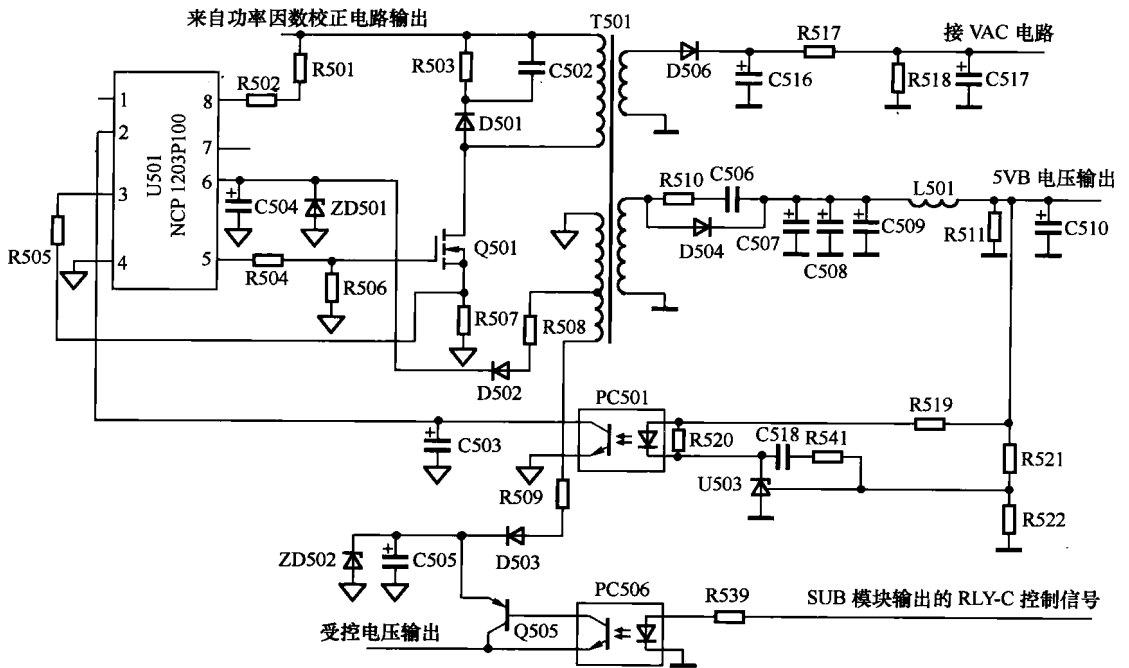 来自功率因数校正电路输出
T501
R517
接 VAC 电路
R501
R503
C502
D506
+
C516
R518
+
C517
R502
1
8
2
7
3
6
4
5
U501
NCP 1203P100
D501
+
C504
ZD501
R505
R504
R506
Q501
R507
R508
D502
R510
C506
D504
+
C507
+
C508
+
C509
L501
5VB 电压输出
R511
+
C510
PC501
R519
+
C503
R520
C518
R541
U503
R521
R522
R509
ZD502
+
C505
D503
PC506
R539
SUB 模块输出的 RLY-C 控制信号
Q505
受控电压输出